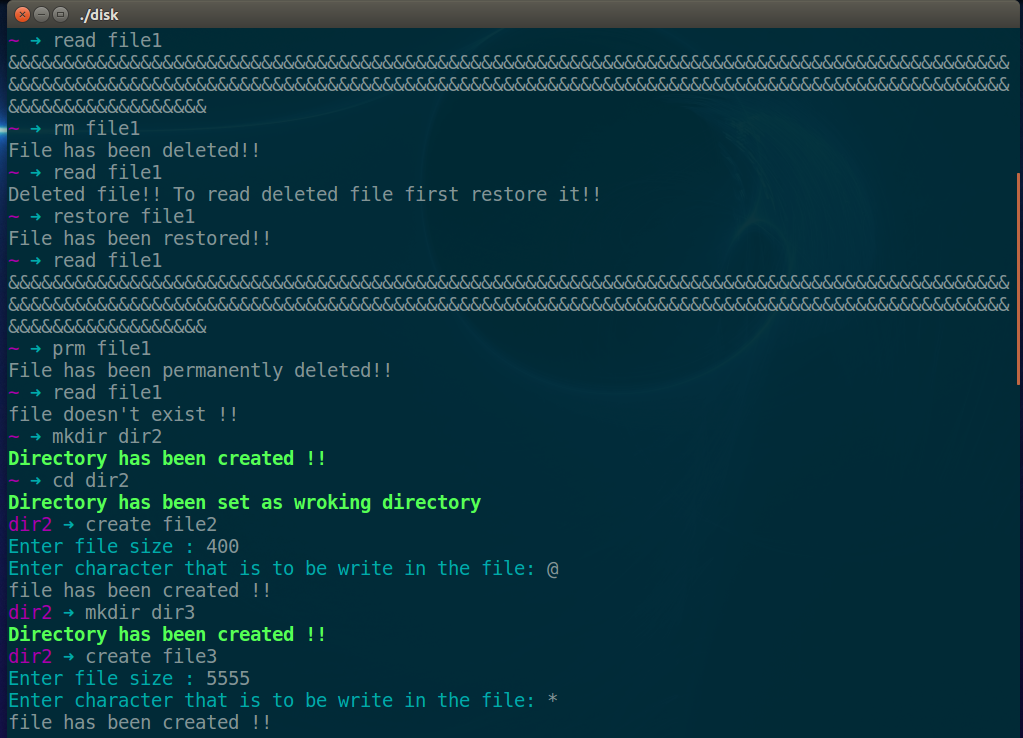 ./disk
~ → read file1
&&&&&&&&&&&&&&&&&&&&&&&&&&&&&&&&&&&&&&&&&&&&&&&&&&&&&&&&&&&&&&&&&&&&&&&&&&&&&&&&&&&&&&&&&&&
&&&&&&&&&&&&&&&&&&&&&&&&&&&&&&&&&&&&&&&&&&&&&&&&&&&&&&&&&&&&&&&&&&&&&&&&&&&&&&&&&&&&&&&&&&&
&&&&&&&&&&&&&&&&&&
~ → rm file1
File has been deleted!!
~ → read file1
Deleted file!! To read deleted file first restore it!!
~ → restore file1
File has been restored!!
~ → read file1
&&&&&&&&&&&&&&&&&&&&&&&&&&&&&&&&&&&&&&&&&&&&&&&&&&&&&&&&&&&&&&&&&&&&&&&&&&&&&&&&&&&&&&&&&&&
&&&&&&&&&&&&&&&&&&&&&&&&&&&&&&&&&&&&&&&&&&&&&&&&&&&&&&&&&&&&&&&&&&&&&&&&&&&&&&&&&&&&&&&&&&&
&&&&&&&&&&&&&&&&&&
~ → prm file1
File has been permanently deleted!!
~ → read file1
file doesn't exist !!
~ → mkdir dir2
Directory has been created !!
~ → cd dir2
Directory has been set as wroking directory
dir2 → create file2
Enter file size : 400
Enter character that is to be write in the file: @
file has been created !!
dir2 → mkdir dir3
Directory has been created !!
dir2 → create file3
Enter file size : 5555
Enter character that is to be write in the file: *
file has been created !!